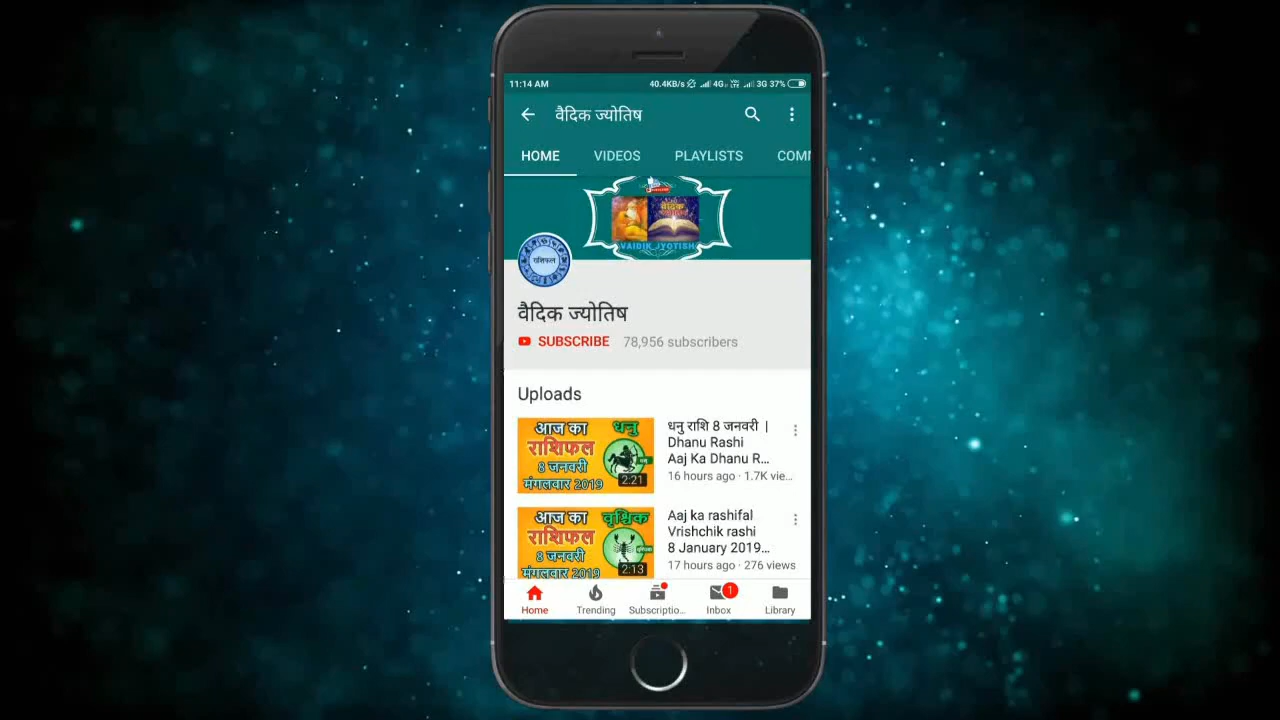 11:14 AM
40.4KB/s 4G VoLTE 3G 37%
वैदिक ज्योतिष
HOME VIDEOS PLAYLISTS COMM
वैदिक
VAIDIK JYOTISH
राशिफल
वैदिक ज्योतिष
SUBSCRIBE 78,956 subscribers
Uploads
आज का धनु
राशिफल
8 जनवरी
मंगलवार 2019
2:21
धनु राशि 8 जनवरी |
Dhanu Rashi
Aaj Ka Dhanu R...
16 hours ago · 1.7K vie...
आज का वृश्चिक
राशिफल
8 जनवरी
मंगलवार 2019
2:13
Aaj ka rashifal
Vrishchik rashi
8 January 2019...
17 hours ago · 276 views
Home Trending Subscriptio... Inbox 1 Library